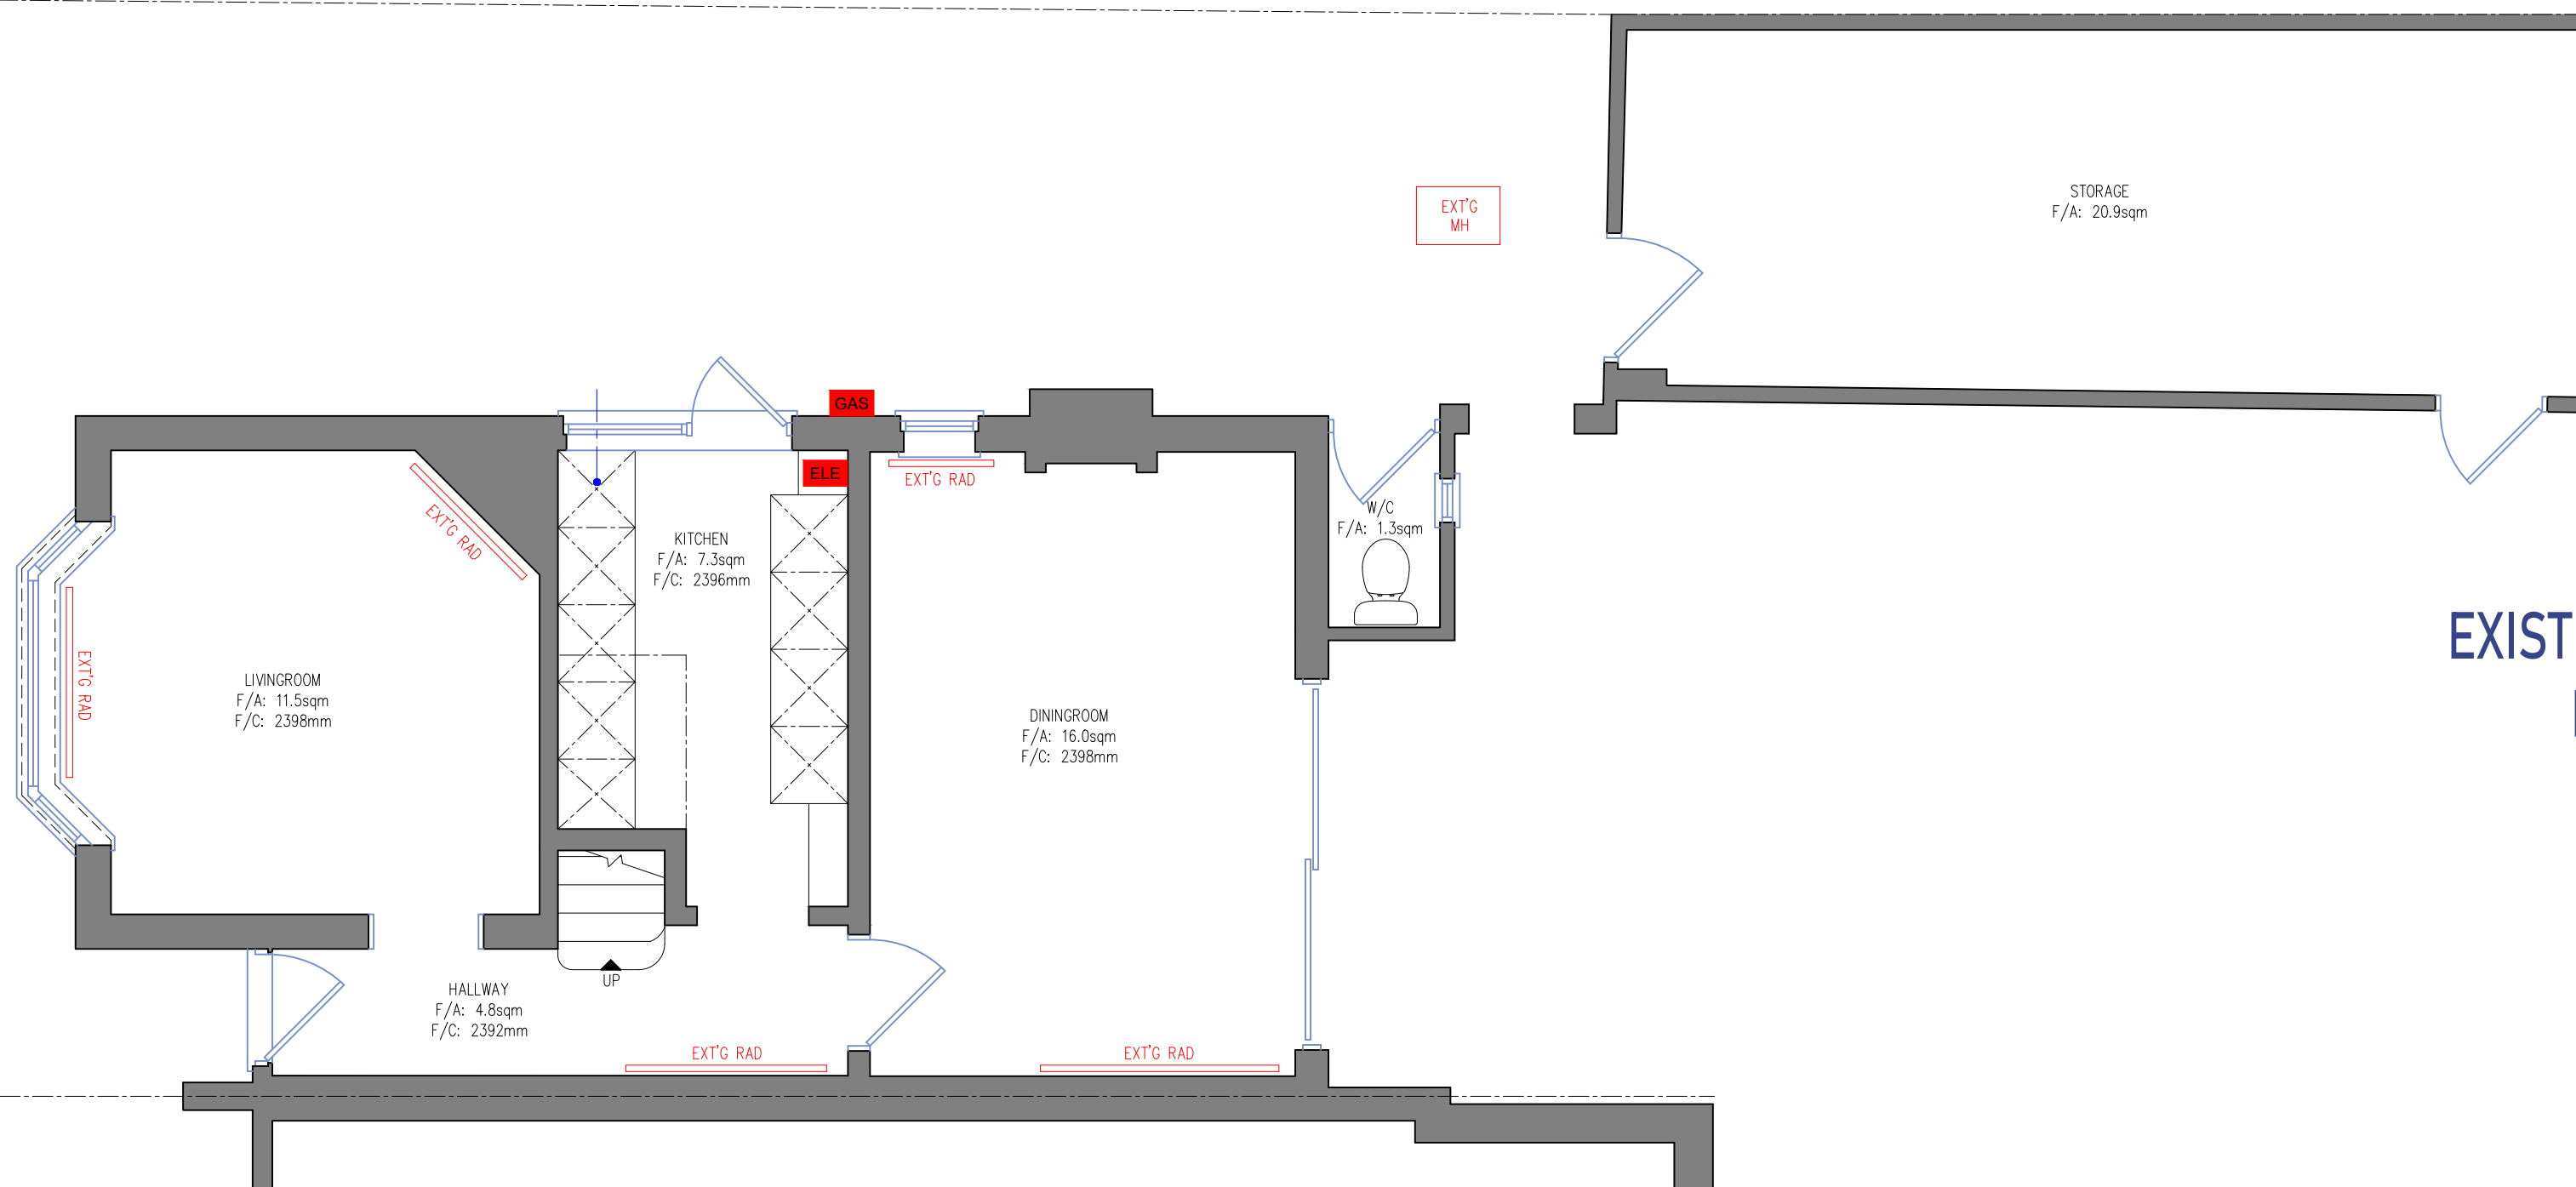 STORAGE
F/A: 20.9sqm
EXT'G
MH
GAS
ELE
EXT'G RAD
EXT'G RAD
W/C
F/A: 1.3sqm
KITCHEN
F/A: 7.3sqm
F/C: 2396mm
EXIST
EXT'G RAD
LIVINGROOM
F/A: 11.5sqm
F/C: 2398mm
DININGROOM
F/A: 16.0sqm
F/C: 2398mm
UP
HALLWAY
F/A: 4.8sqm
F/C: 2392mm
EXT'G RAD
EXT'G RAD